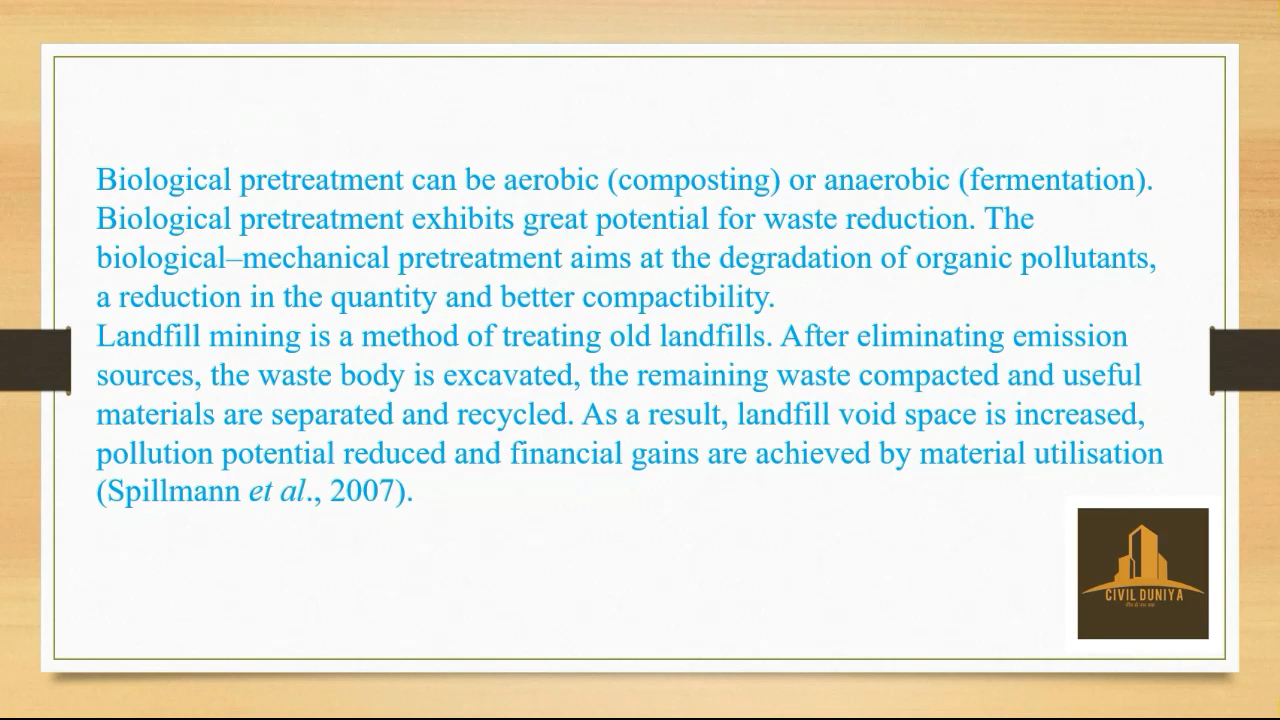 Biological pretreatment can be aerobic (composting) or anaerobic (fermentation).
Biological pretreatment exhibits great potential for waste reduction. The
biological–mechanical pretreatment aims at the degradation of organic pollutants,
a reduction in the quantity and better compactibility.
Landfill mining is a method of treating old landfills. After eliminating emission
sources, the waste body is excavated, the remaining waste compacted and useful
materials are separated and recycled. As a result, landfill void space is increased,
pollution potential reduced and financial gains are achieved by material utilisation
(Spillmann et al., 2007).
CIVIL DUNIYA